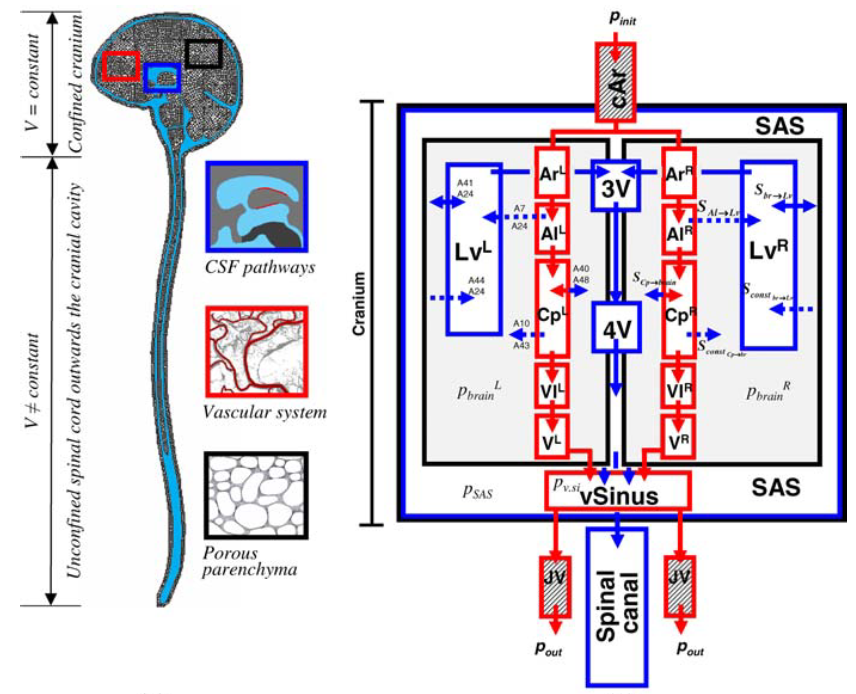 V = constant
Confined cranium
V ≠ constant
Unconfined spinal cord outwards the cranial cavity
CSF pathways
Vascular system
Porous
parenchyma
p_init
cAr
SAS
Cranium
Ar^L
3V
Ar^R
A41
A24
A7
A24
Al^L
Al^R
S_Al→Lv
S_br→Lv
Lv^L
Lv^R
A44
A24
A40
A48
Cp^L
S_Cp→brain
Cp^R
S_const_br→Lv
A10
A43
4V
S_const_Cp→br
p_brain^L
Vl^L
Vl^R
p_brain^R
V^L
V^R
p_SAS
p_v.si
vSinus
SAS
JV
Spinal
canal
JV
p_out
p_out